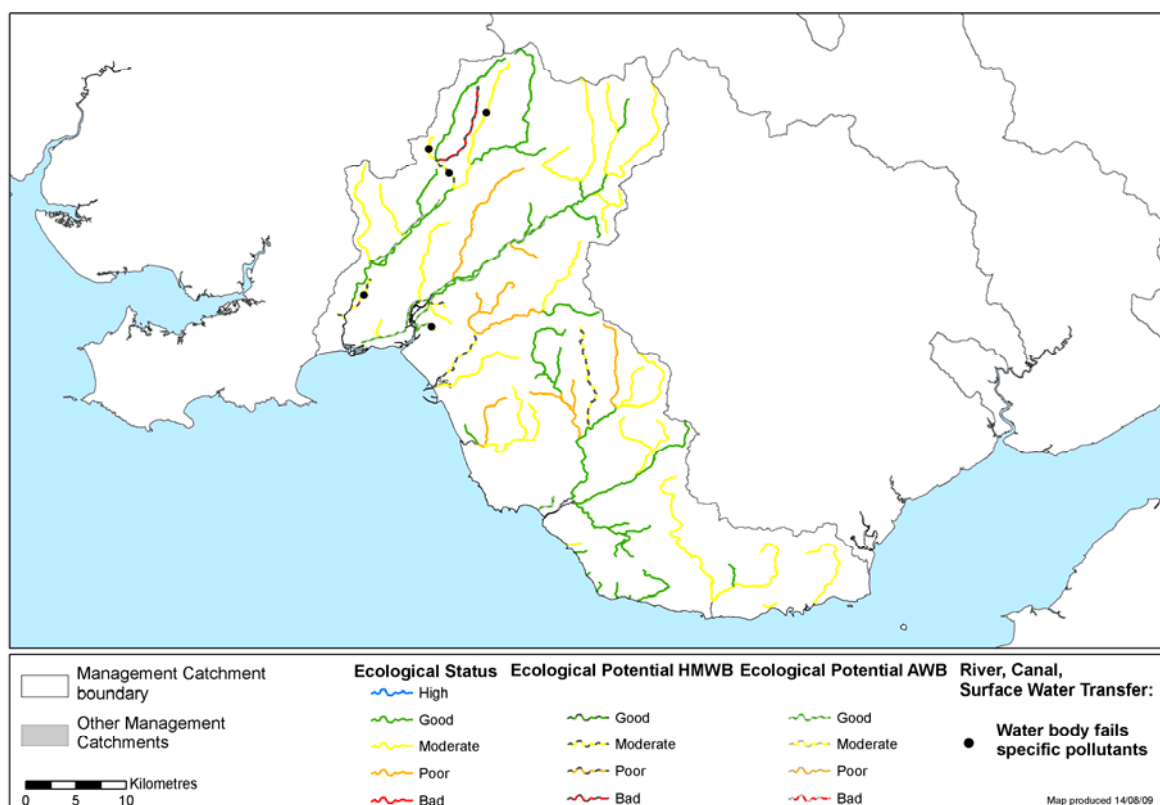 Management Catchment
boundary
Other Management
Catchments
Kilometres
0 5 10
Ecological Status
High
Good
Moderate
Poor
Bad
Ecological Potential HMWB
Good
Moderate
Poor
Bad
Ecological Potential AWB
Good
Moderate
Poor
Bad
River, Canal,
Surface Water Transfer:
Water body fails
specific pollutants
Map produced 14/08/09